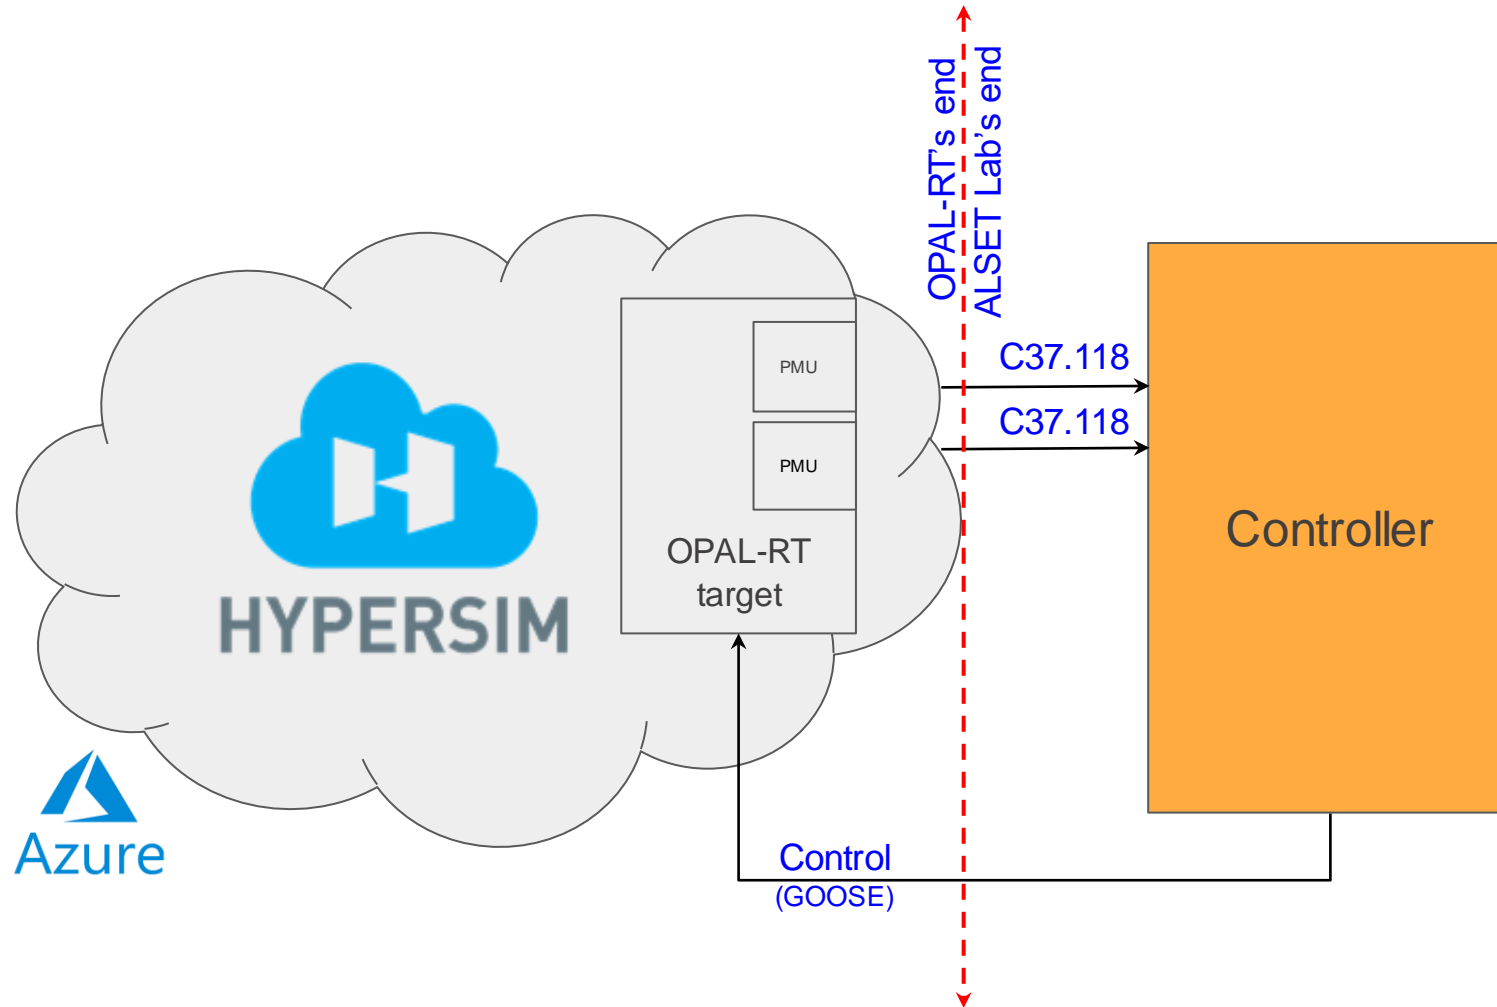 OPAL-RT's end
ALSET Lab's end
C37.118
PMU
C37.118
PMU
Controller
OPAL-RT
target
HYPERSIM
Azure
Control
(GOOSE)